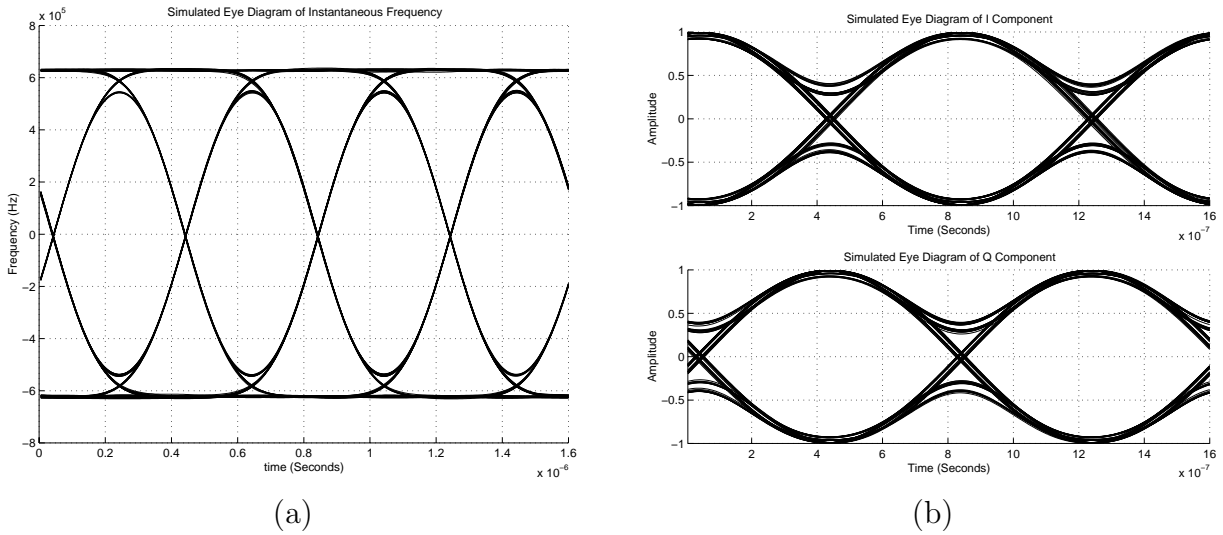 Simulated Eye Diagram of Instantaneous Frequency
x 10^5
8
6
4
2
0
−2
−4
−6
−8
Frequency (Hz)
0 0.2 0.4 0.6 0.8 1 1.2 1.4 1.6
time (Seconds)
x 10^−6
(a)
Simulated Eye Diagram of I Component
1
0.5
0
−0.5
−1
Amplitude
2 4 6 8 10 12 14 16
Time (Seconds)
x 10^−7
Simulated Eye Diagram of Q Component
1
0.5
0
−0.5
−1
Amplitude
2 4 6 8 10 12 14 16
Time (Seconds)
x 10^−7
(b)